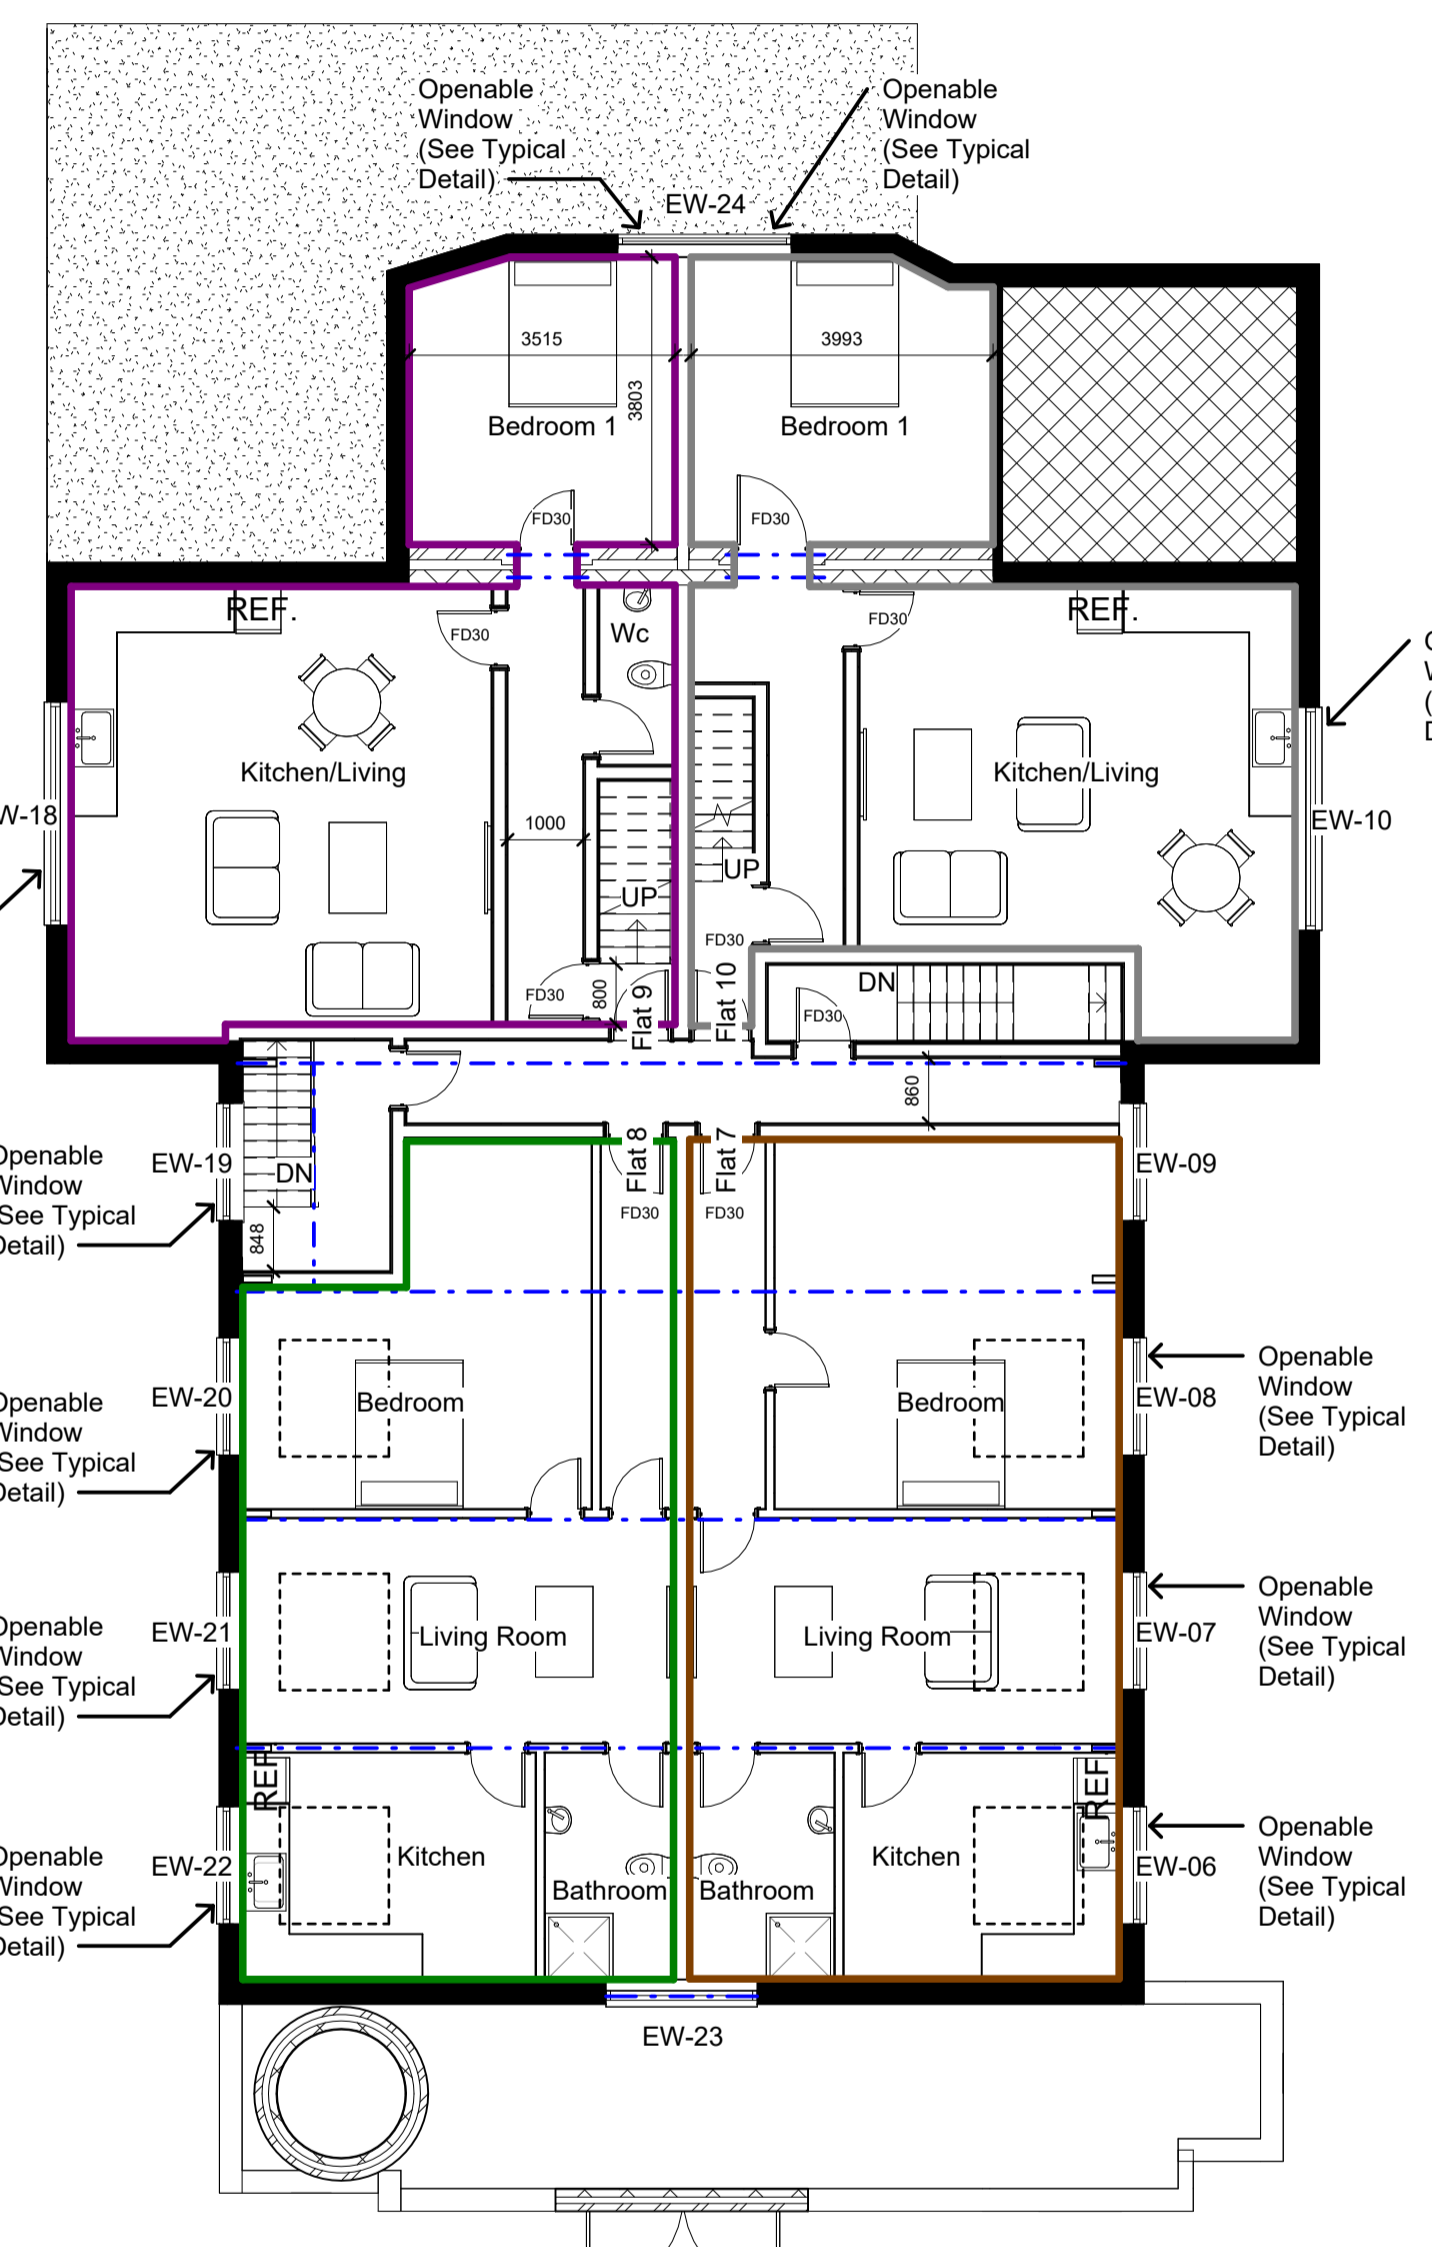 Openable
Window
(See Typical
Detail)
Openable
Window
(See Typical
Detail)
EW-24
3515
3993
3803
Bedroom 1
Bedroom 1
FD30
FD30
REF.
REF.
Wc
FD30
FD30
Kitchen/Living
Kitchen/Living
W-18
EW-10
1000
UP
UP
FD30
FD30
800
Flat 9
Flat 10
DN
FD30
860
EW-19
DN
848
Flat 8
Flat 7
FD30
FD30
EW-09
Openable
Window
(See Typical
Detail)
EW-20
Bedroom
Bedroom
EW-08
Openable
Window
(See Typical
Detail)
Openable
Window
(See Typical
Detail)
EW-21
Living Room
Living Room
EW-07
Openable
Window
(See Typical
Detail)
Openable
Window
(See Typical
Detail)
REF
REF
EW-22
Kitchen
Kitchen
EW-06
Openable
Window
(See Typical
Detail)
Openable
Window
(See Typical
Detail)
Bathroom
Bathroom
EW-23